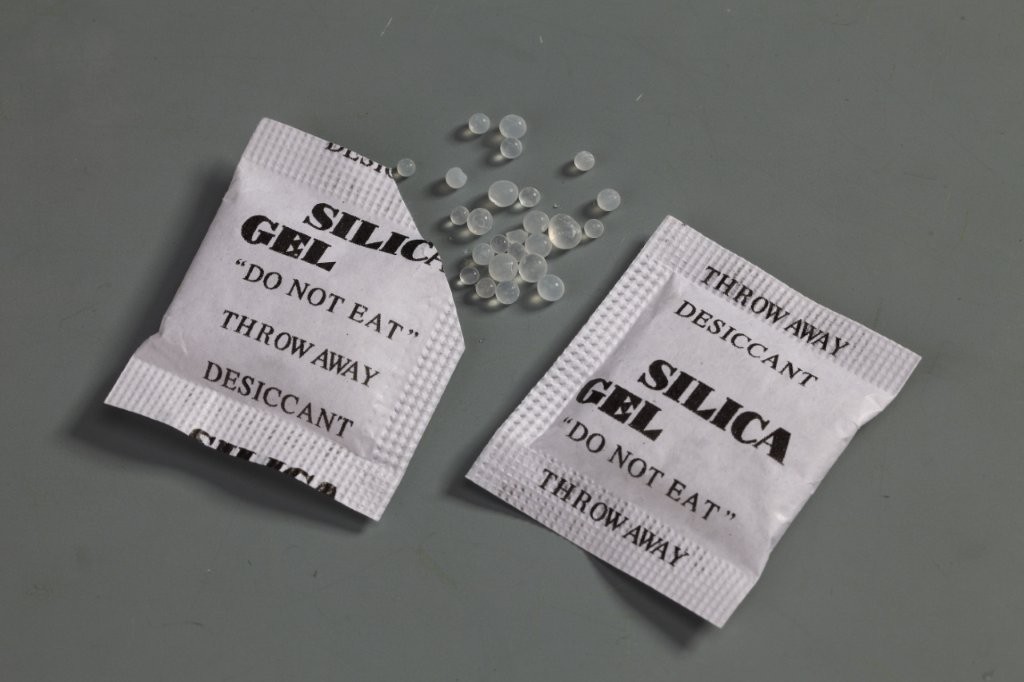 SILICA
GEL
“DO NOT EAT”
THROW AWAY
DESICCANT
THROW AWAY
DESICCANT
SILICA
GEL
“DO NOT EAT”
THROW AWAY